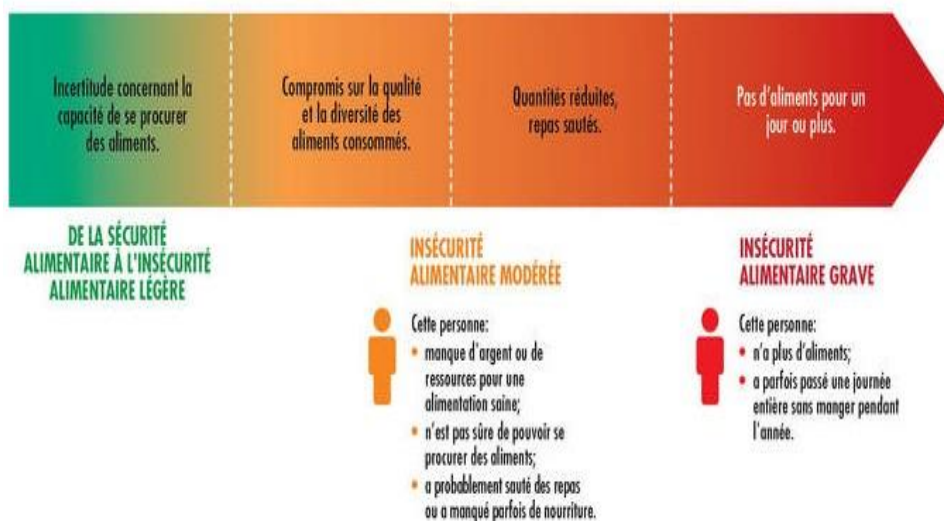 Incertitude concernant la
capacité de se procurer
des aliments.
Compromis sur la qualité
et la diversité des
aliments consommés.
Quantités réduites,
repas sautés.
Pas d'aliments pour un
jour ou plus.
DE LA SÉCURITÉ
ALIMENTAIRE À L'INSÉCURITÉ
ALIMENTAIRE LÉGÈRE
INSÉCURITÉ
ALIMENTAIRE MODÉRÉE
Cette personne:
• manque d'argent ou de
ressources pour une
alimentation saine;
• n'est pas sûre de pouvoir se
procurer des aliments;
• a probablement sauté des repas
ou a manqué parfois de nourriture.
INSÉCURITÉ
ALIMENTAIRE GRAVE
Cette personne:
• n'a plus d'aliments;
• a parfois passé une journée
entière sans manger pendant
l'année.